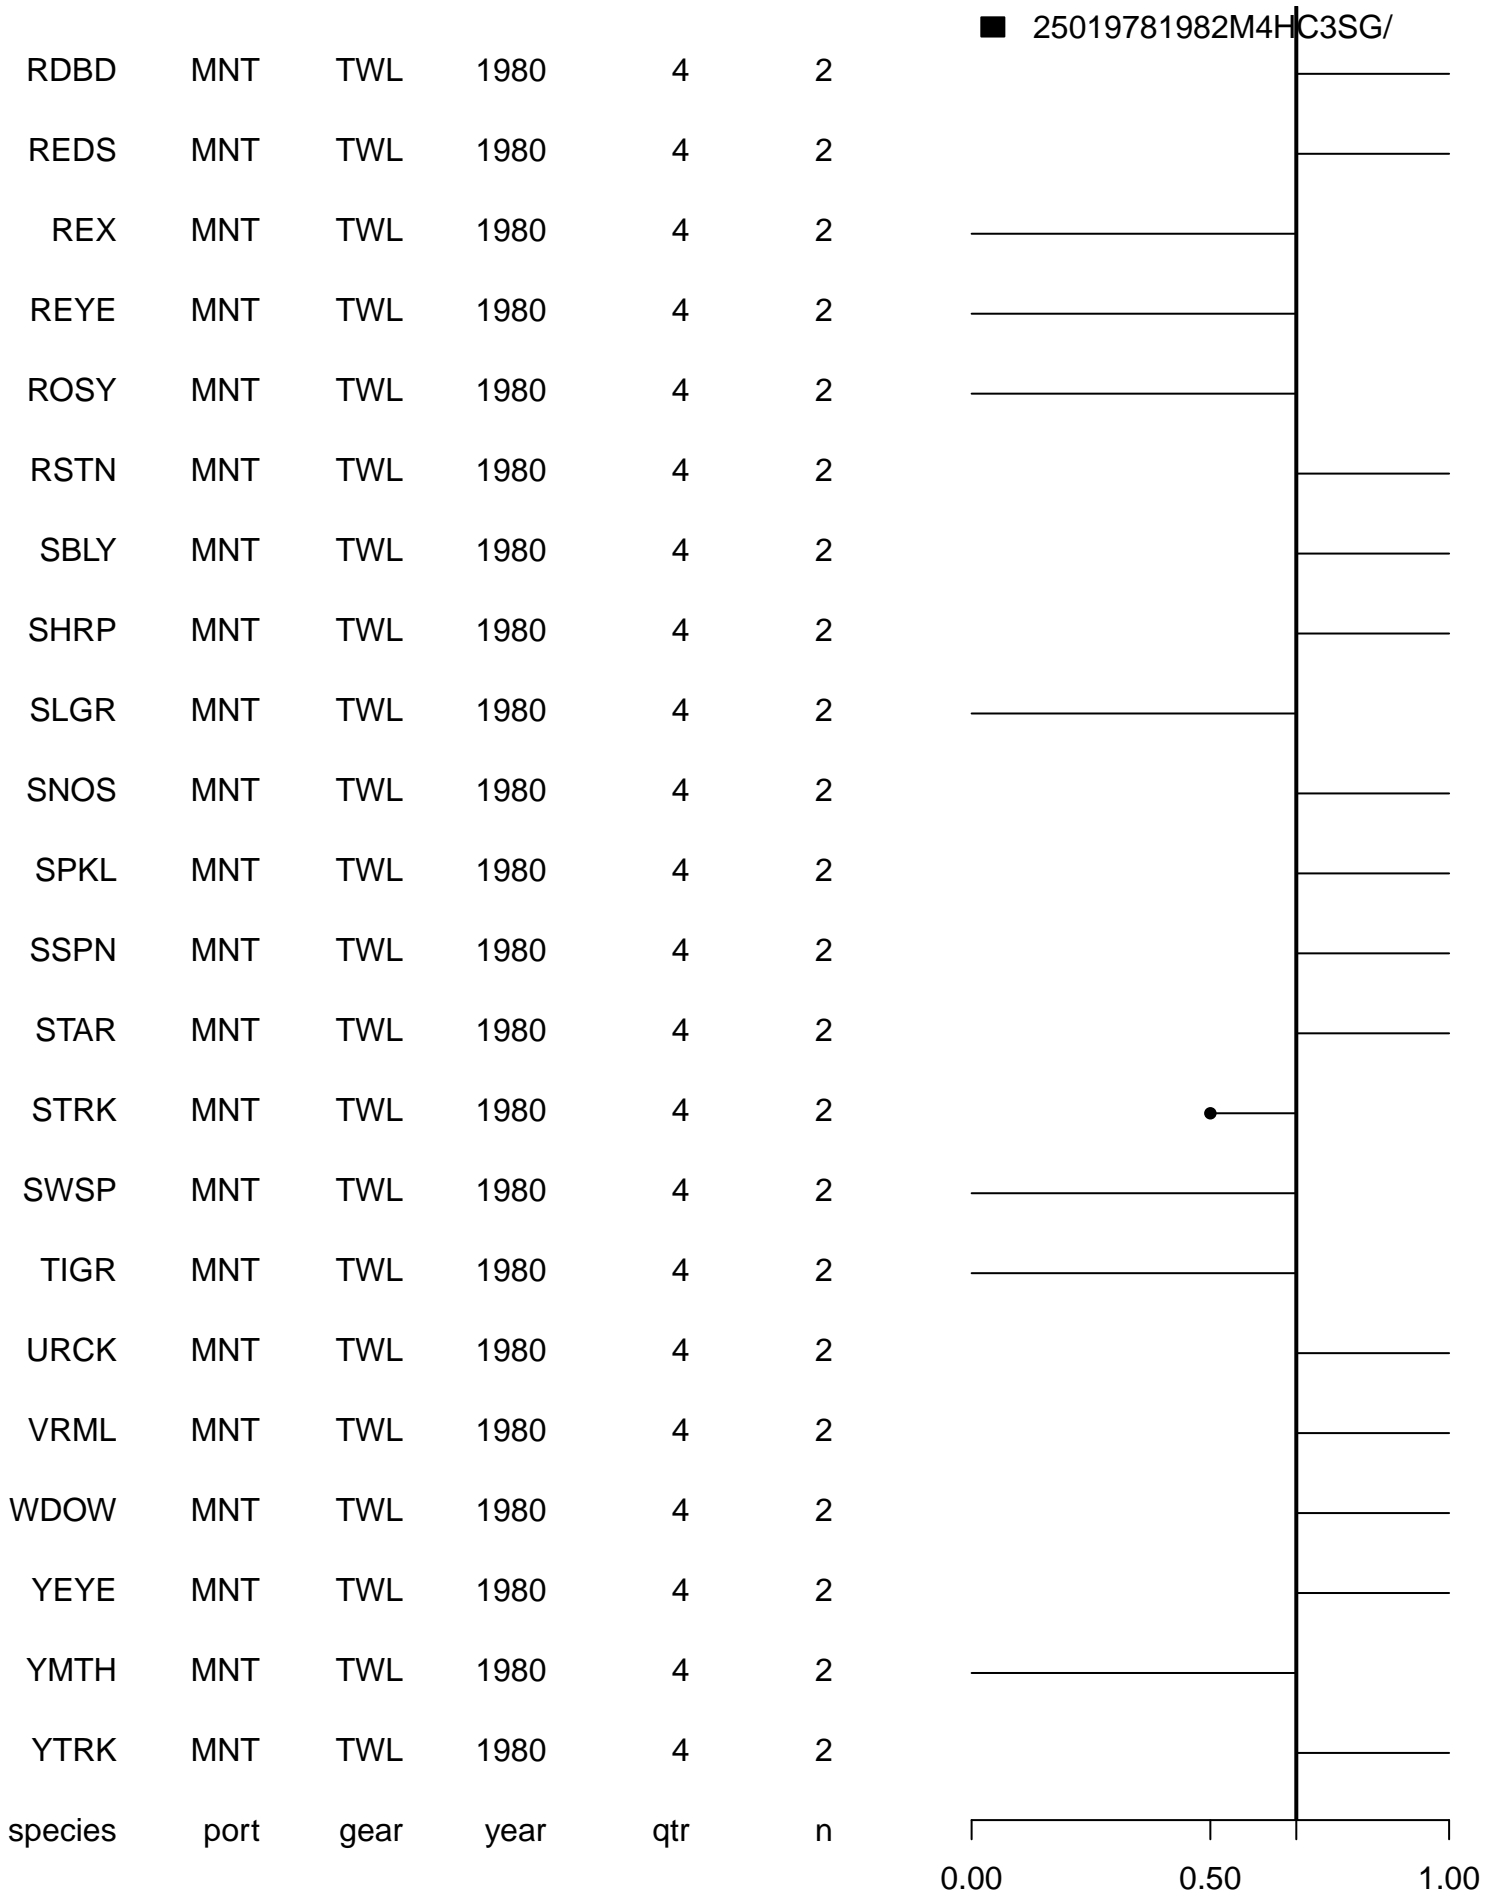 25019781982M4HC3SG/
RDBD MNT TWL 1980 4 2
REDS MNT TWL 1980 4 2
REX MNT TWL 1980 4 2
REYE MNT TWL 1980 4 2
ROSY MNT TWL 1980 4 2
RSTN MNT TWL 1980 4 2
SBLY MNT TWL 1980 4 2
SHRP MNT TWL 1980 4 2
SLGR MNT TWL 1980 4 2
SNOS MNT TWL 1980 4 2
SPKL MNT TWL 1980 4 2
SSPN MNT TWL 1980 4 2
STAR MNT TWL 1980 4 2
STRK MNT TWL 1980 4 2
SWSP MNT TWL 1980 4 2
TIGR MNT TWL 1980 4 2
URCK MNT TWL 1980 4 2
VRML MNT TWL 1980 4 2
WDOW MNT TWL 1980 4 2
YEYE MNT TWL 1980 4 2
YMTH MNT TWL 1980 4 2
YTRK MNT TWL 1980 4 2
species port gear year qtr n
0.00 0.50 1.00